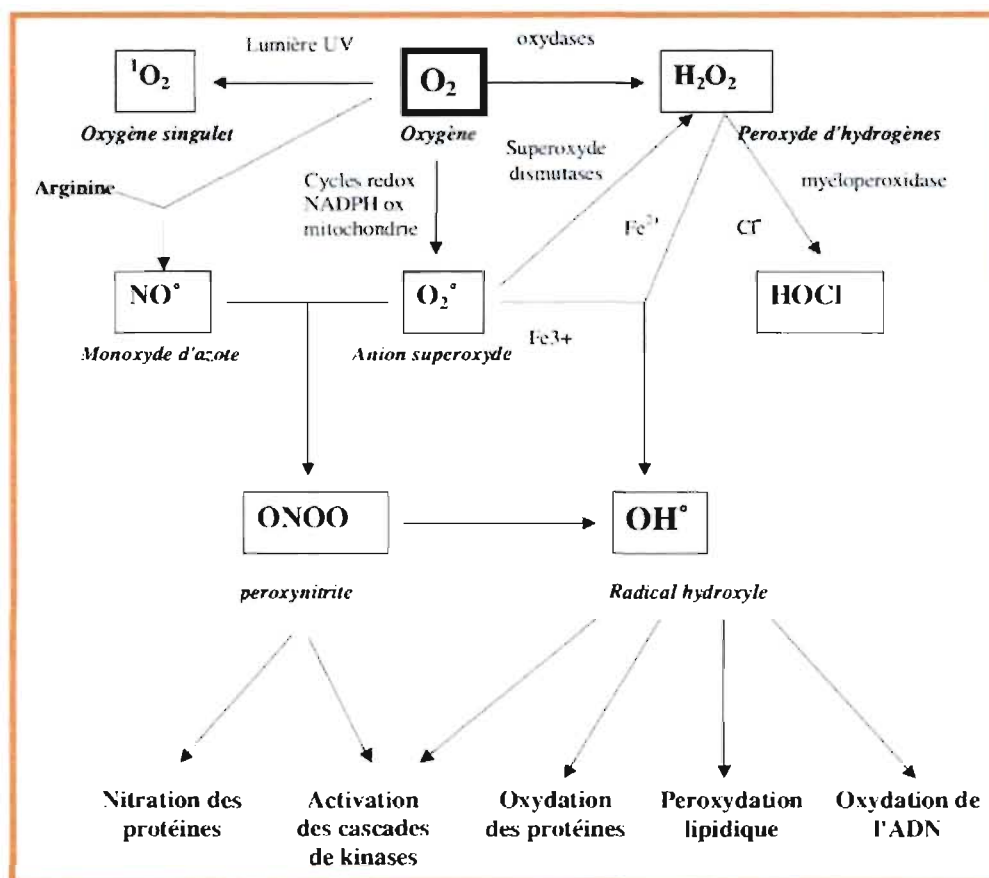 Lumière UV
oxydases
¹O₂
O₂
H₂O₂
Oxygène singulet
Oxygène
Peroxyde d'hydrogènes
Superoxyde
dismutases
Arginine
Cycles redox
NADPH ox
mitochondrie
myeloperoxidase
Fe²⁺
Cl⁻
NO°
O₂°
HOCl
Monoxyde d'azote
Anion superoxyde
Fe3+
ONOO
OH°
peroxynitrite
Radical hydroxyle
Nitration des
protéines
Activation
des cascades
de kinases
Oxydation
des protéines
Peroxydation
lipidique
Oxydation de
l'ADN